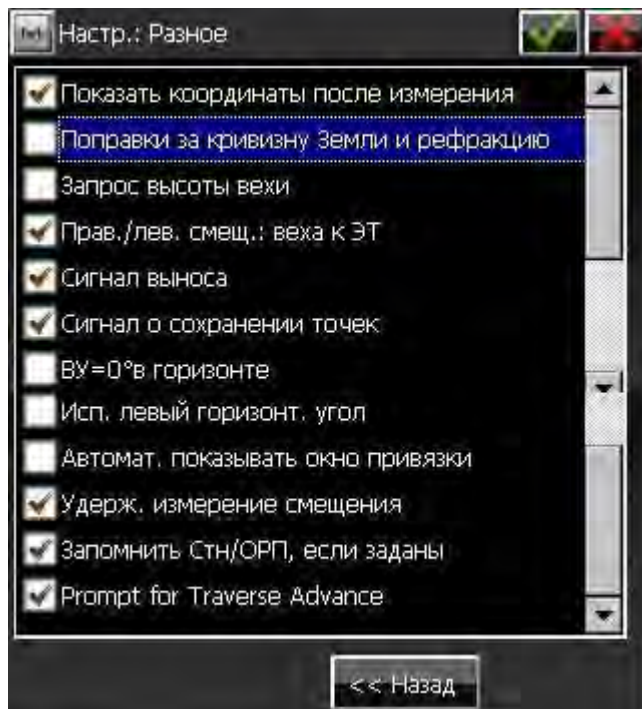 Настр.: Разное
Показать координаты после измерения
Поправки за кривизну Земли и рефракцию
Запрос высоты вехи
Прав./лев. смещ.: веха к ЭТ
Сигнал выноса
Сигнал о сохранении точек
ВУ=0°в горизонте
Исп. левый горизонт. угол
Автомат. показывать окно привязки
Удерж. измерение смещения
Запомнить Стн/ОРП, если заданы
Prompt for Traverse Advance
<< Назад